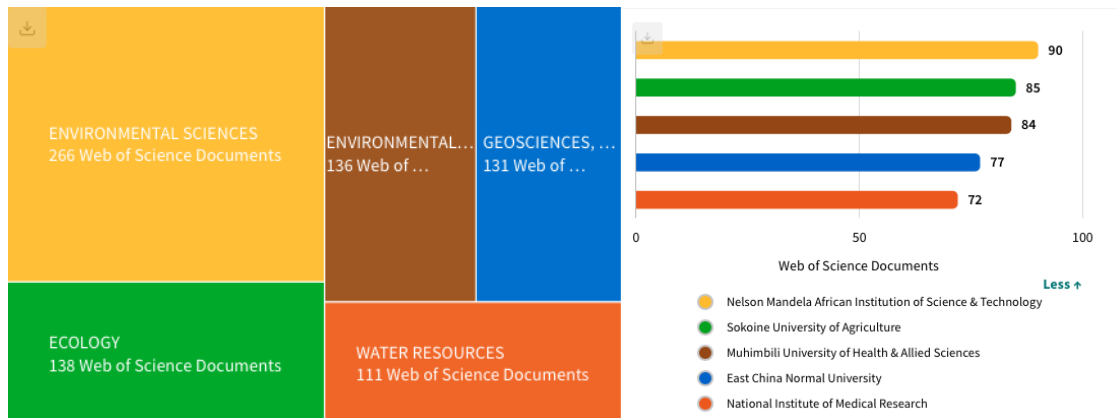 ENVIRONMENTAL SCIENCES
266 Web of Science Documents
ENVIRONMENTAL...
136 Web of ...
GEOSCIENCES, ...
131 Web of ...
ECOLOGY
138 Web of Science Documents
WATER RESOURCES
111 Web of Science Documents
90
85
84
77
72
0 50 100
Web of Science Documents
Less ↑
Nelson Mandela African Institution of Science & Technology
Sokoine University of Agriculture
Muhimbili University of Health & Allied Sciences
East China Normal University
National Institute of Medical Research